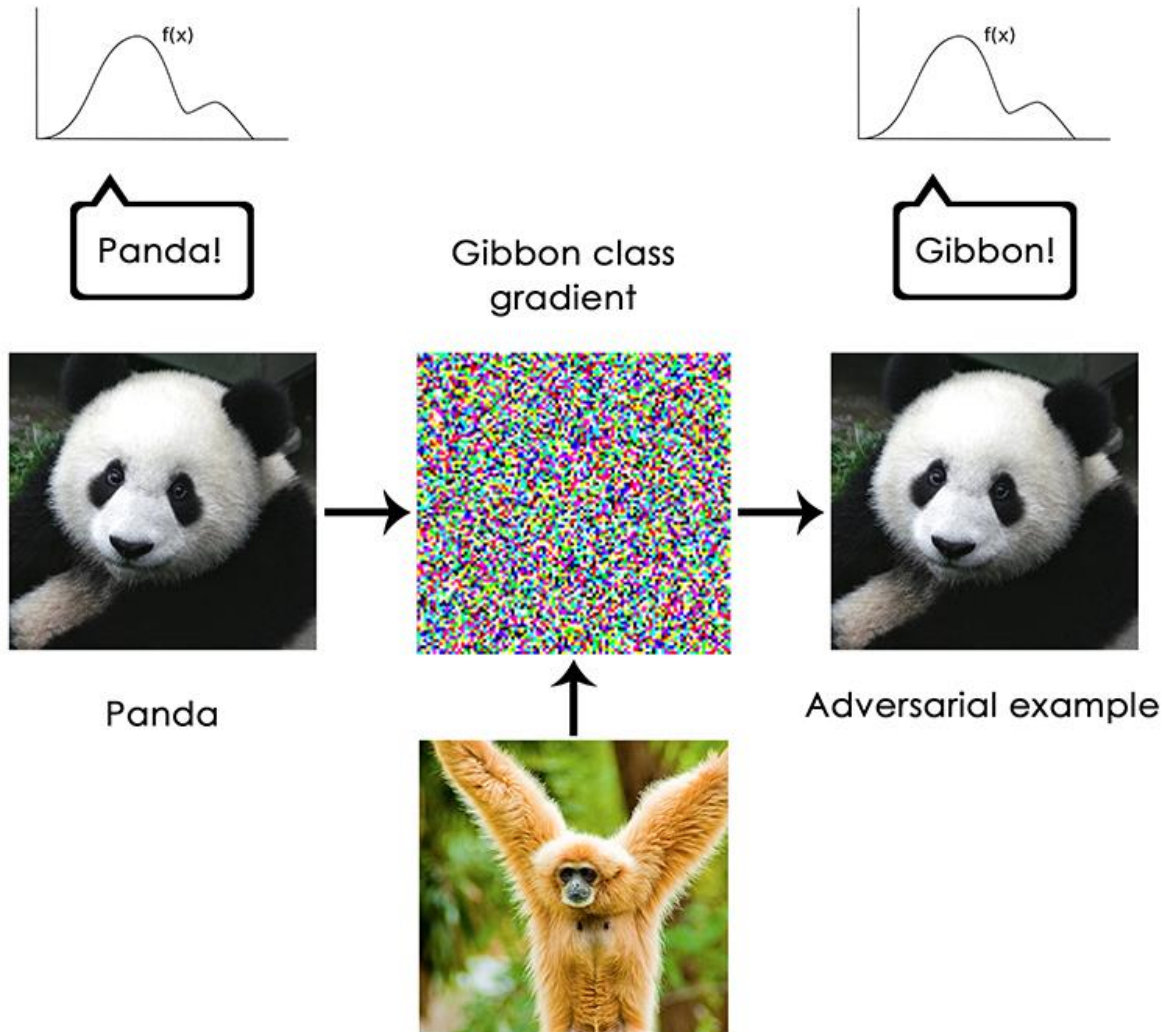 f(x)
f(x)
Panda!
Gibbon!
Gibbon class
gradient
Panda
Adversarial example